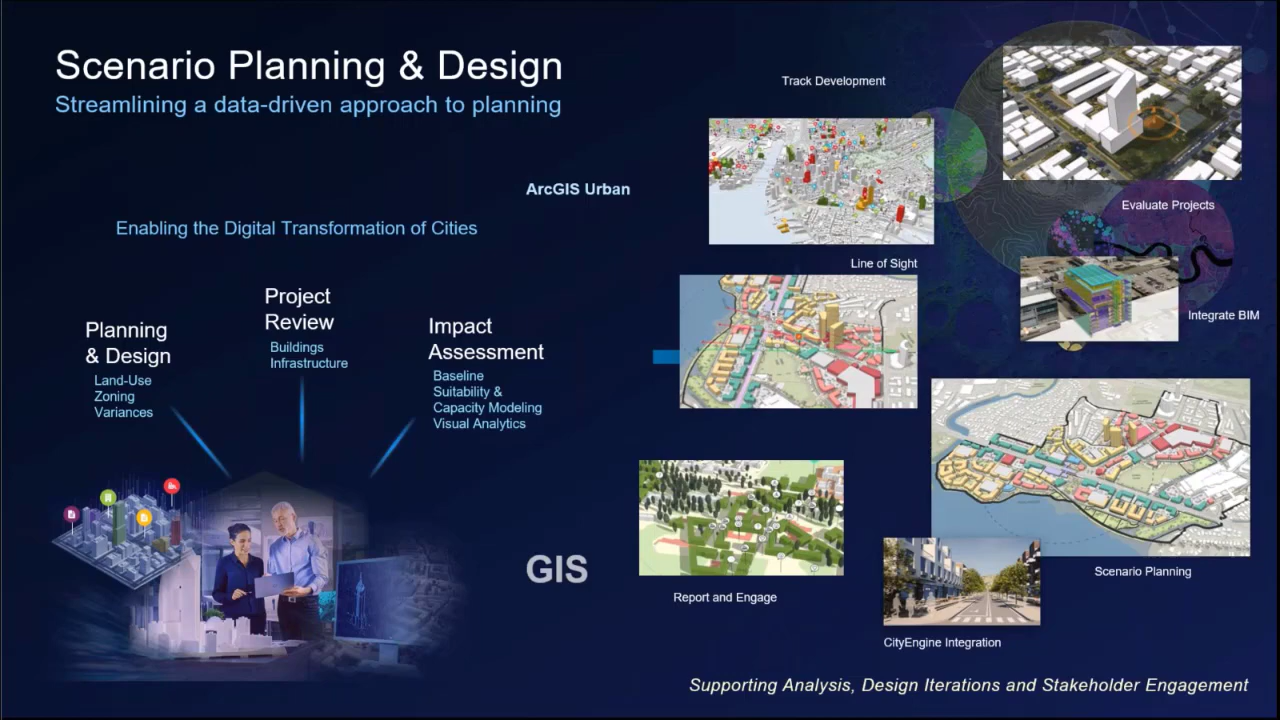 Scenario Planning & Design
Streamlining a data-driven approach to planning
ArcGIS Urban
Enabling the Digital Transformation of Cities
Planning
& Design
Land-Use
Zoning
Variances
Project
Review
Buildings
Infrastructure
Impact
Assessment
Baseline
Suitability &
Capacity Modeling
Visual Analytics
GIS
Track Development
Evaluate Projects
Line of Sight
Integrate BIM
Scenario Planning
Report and Engage
CityEngine Integration
Supporting Analysis, Design Iterations and Stakeholder Engagement